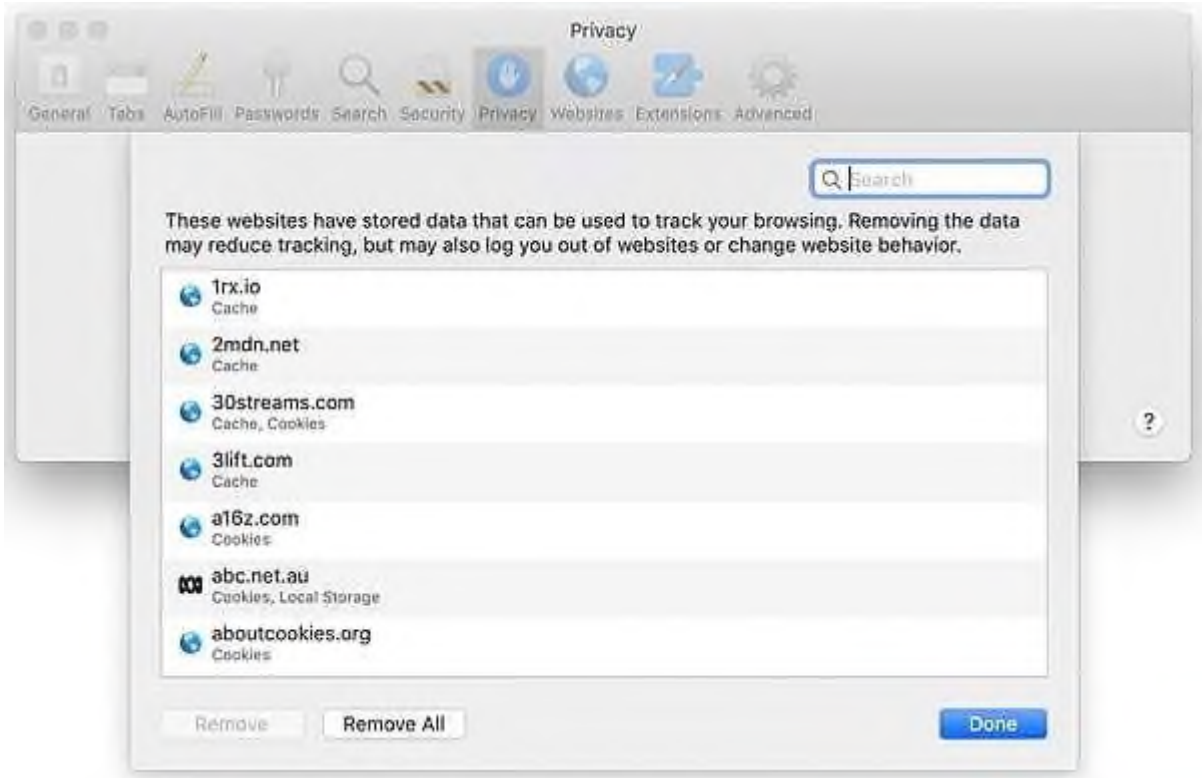 Privacy
General Tabs AutoFill Passwords Search Security Privacy Websites Extensions Advanced
Search
These websites have stored data that can be used to track your browsing. Removing the data
may reduce tracking, but may also log you out of websites or change website behavior.
1rx.io
Cache
2mdn.net
Cache
30streams.com
Cache, Cookies
?
3lift.com
Cache
a16z.com
Cookies
abc.net.au
Cookies, Local Storage
aboutcookies.org
Cookies
Remove Remove All Done